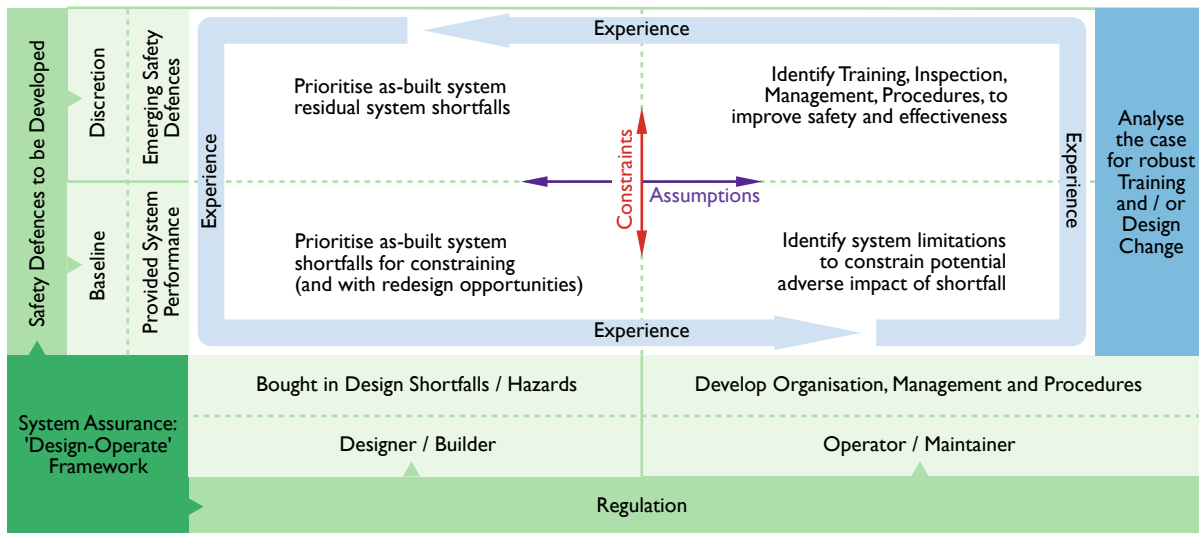 Safety Defences to be Developed
Discretion
Emerging Safety
Defences
Baseline
Provided System
Performance
Experience
Experience
Prioritise as-built system
residual system shortfalls
Identify Training, Inspection,
Management, Procedures, to
improve safety and effectiveness
Constraints
Assumptions
Prioritise as-built system
shortfalls for constraining
(and with redesign opportunities)
Identify system limitations
to constrain potential
adverse impact of shortfall
Experience
Experience
Analyse
the case
for robust
Training
and / or
Design
Change
System Assurance:
'Design-Operate'
Framework
Bought in Design Shortfalls / Hazards
Develop Organisation, Management and Procedures
Designer / Builder
Operator / Maintainer
Regulation